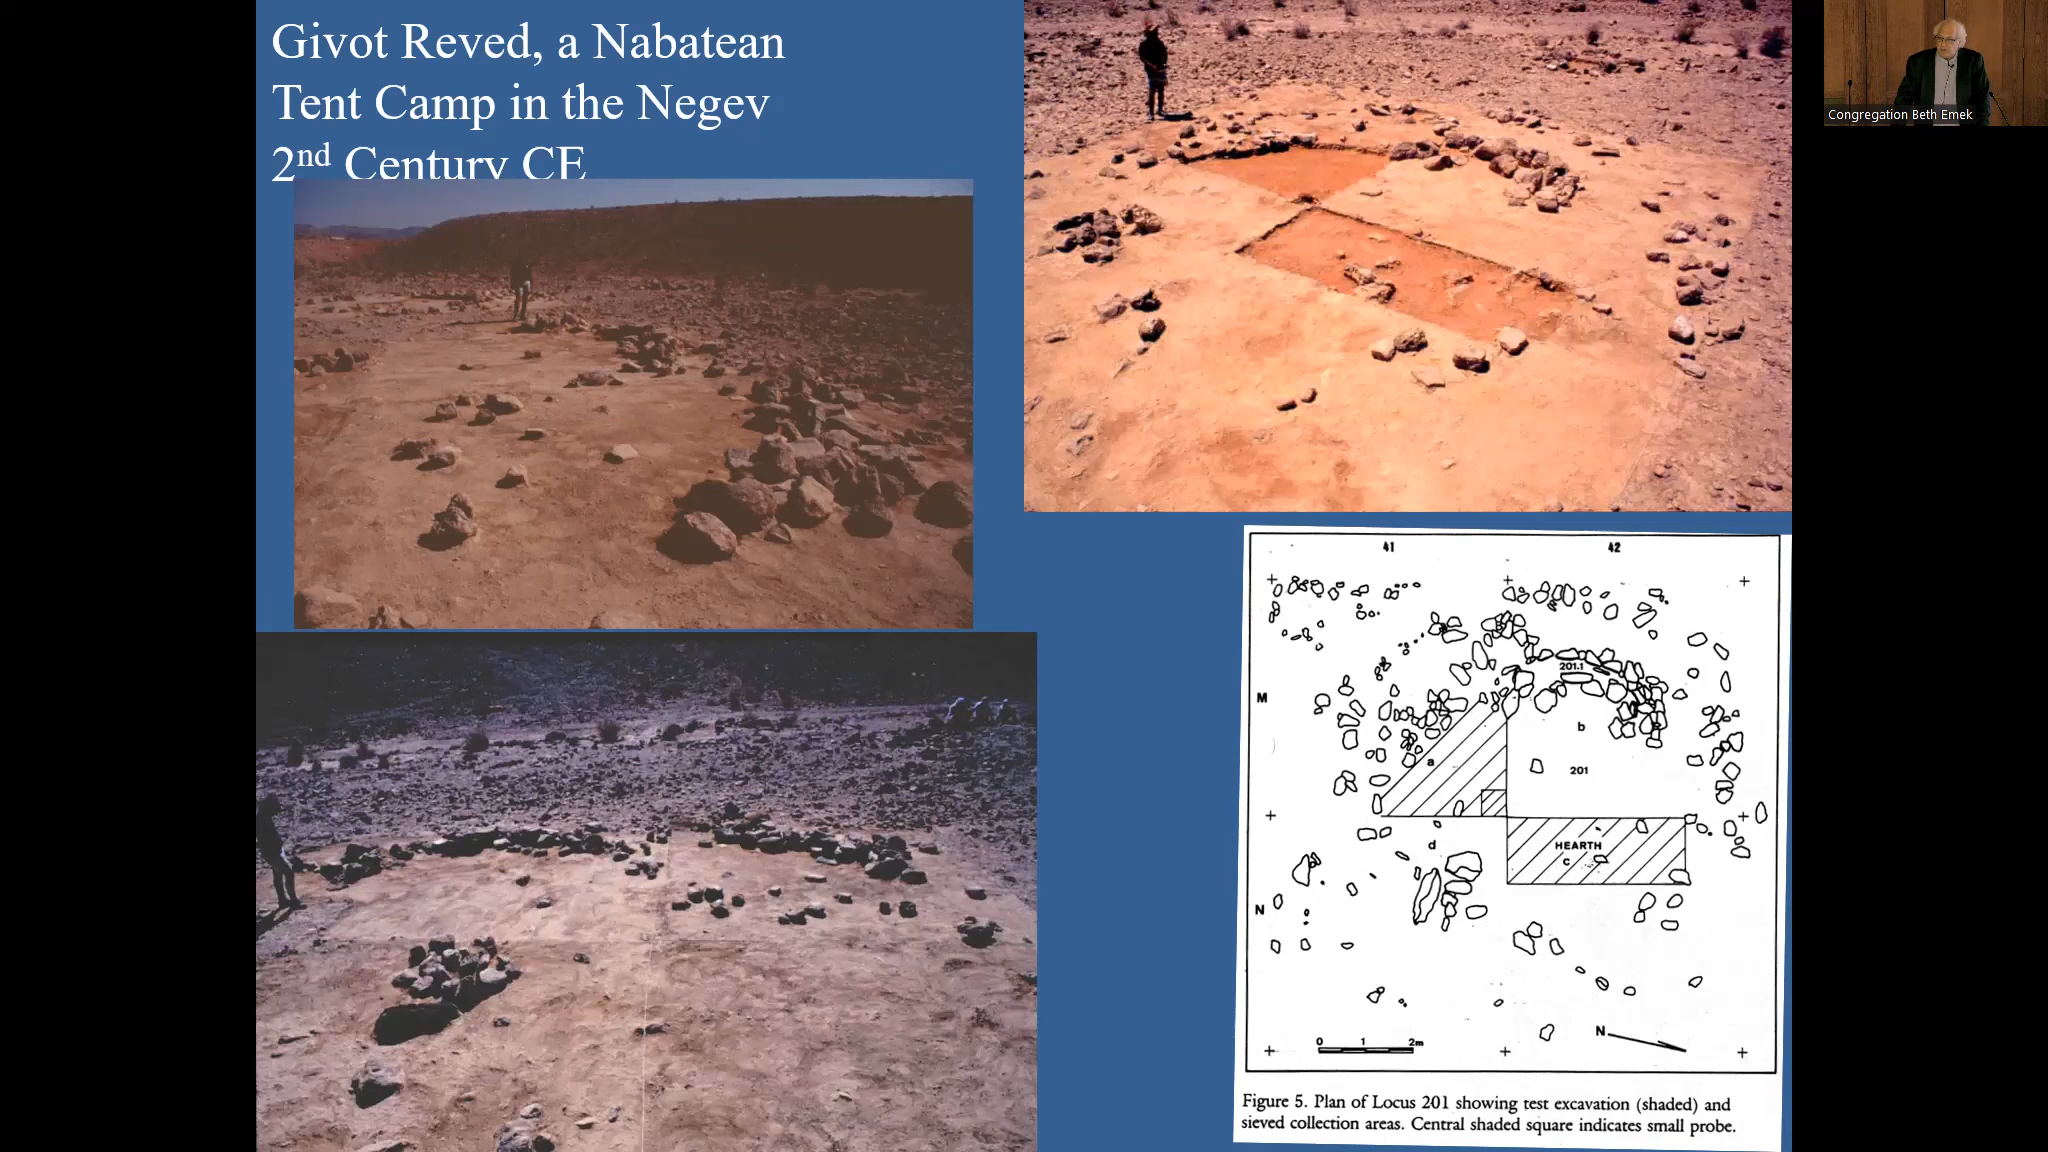 Givot Reved, a Nabatean
Tent Camp in the Negev
2nd Century CE
Congregation Beth Emek
41 42
M
N
201.1
b
a
201
d
HEARTH
c
N
0 1 2m
Figure 5. Plan of Locus 201 showing test excavation (shaded) and
sieved collection areas. Central shaded square indicates small probe.